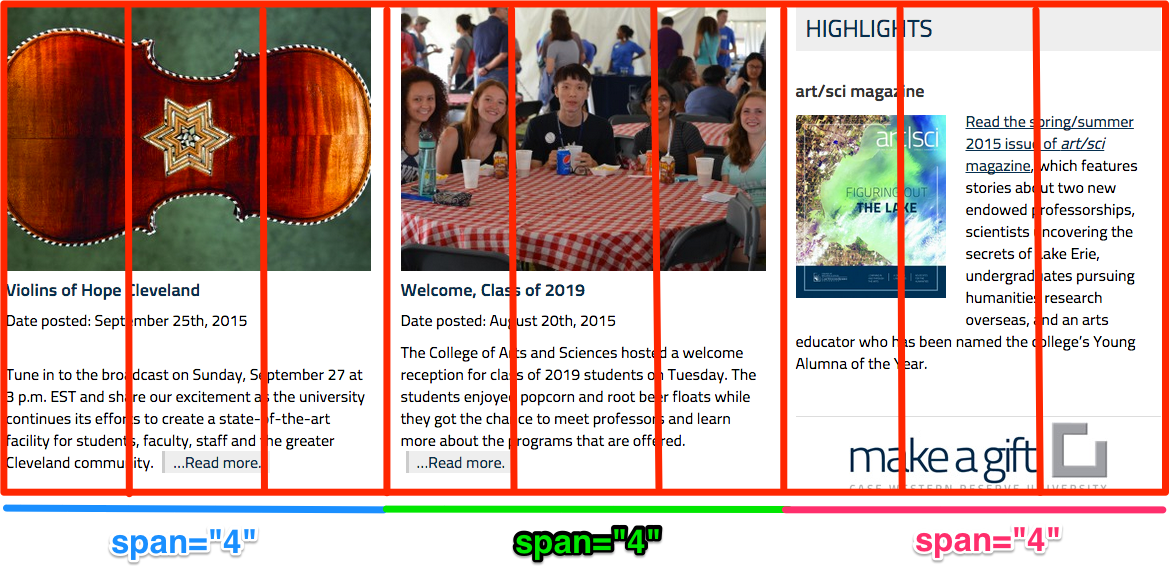 Violins of Hope Cleveland
Date posted: September 25th, 2015
Tune in to the broadcast on Sunday, September 27 at
3 p.m. EST and share our excitement as the university
continues its efforts to create a state-of-the-art
facility for students, faculty, staff and the greater
Cleveland community. ...Read more.
Welcome, Class of 2019
Date posted: August 20th, 2015
The College of Arts and Sciences hosted a welcome
reception for class of 2019 students on Tuesday. The
students enjoyed popcorn and root beer floats while
they got the chance to meet professors and learn
more about the programs that are offered.
...Read more.
HIGHLIGHTS
art/sci magazine
art|sci
FIGURING OUT
THE LAKE
Read the spring/summer
2015 issue of art/sci
magazine, which features
stories about two new
endowed professorships,
scientists uncovering the
secrets of Lake Erie,
undergraduates pursuing
humanities research
overseas, and an arts
educator who has been named the college's Young
Alumna of the Year.
make a gift
CASE WESTERN RESERVE UNIVERSITY
span="4"
span="4"
span="4"